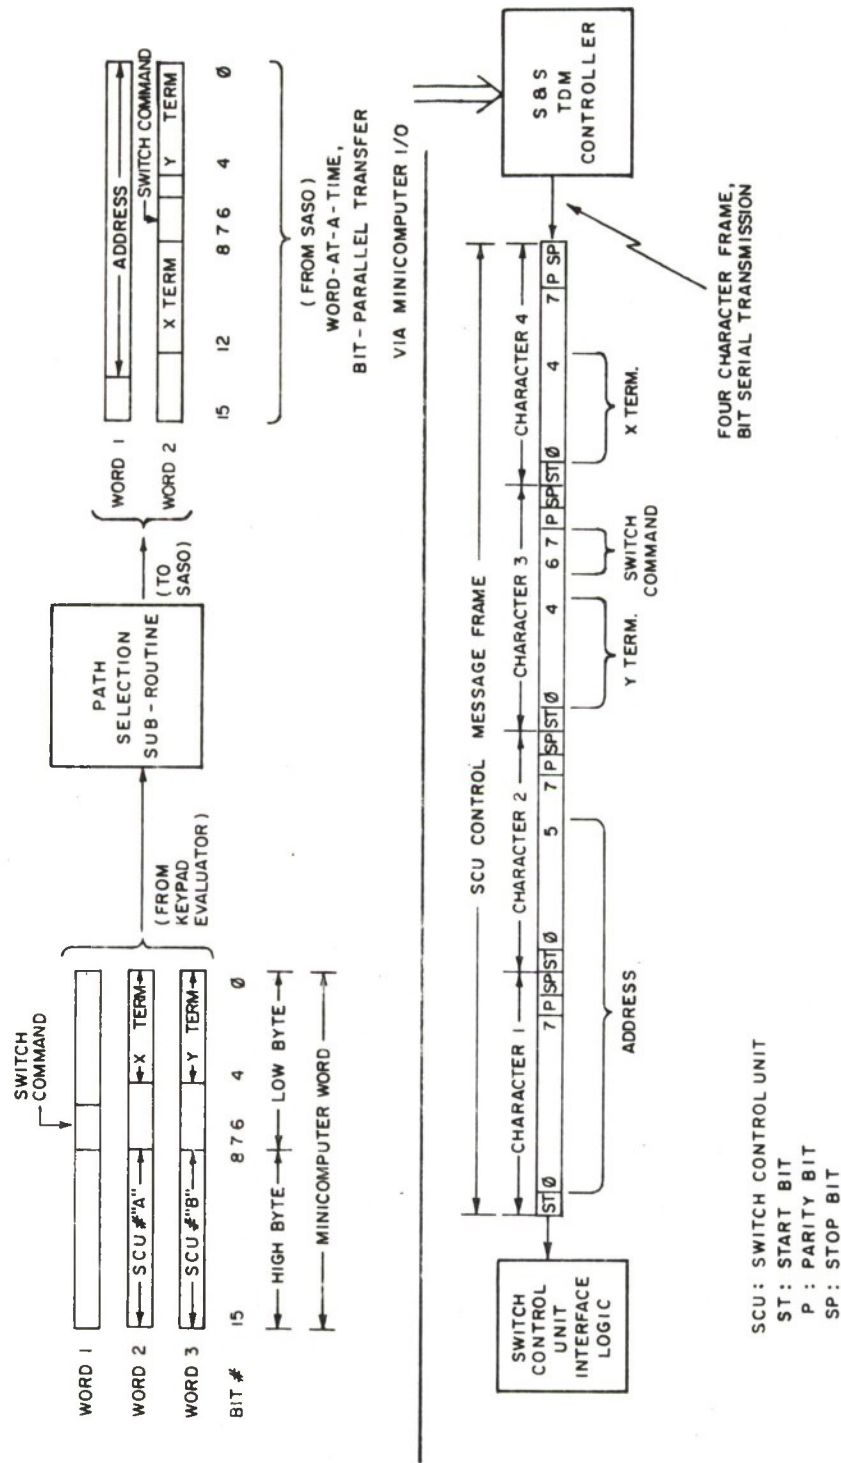 SWITCH
COMMAND
WORD 1
WORD 2
SCU #"A"
X TERM
WORD 3
SCU #"B"
Y TERM
BIT #
15
8
7
6
4
Ø
HIGH BYTE
LOW BYTE
MINICOMPUTER WORD
(FROM
KEYPAD
EVALUATOR)
PATH
SELECTION
SUB-ROUTINE
(TO
SASO)
WORD 1
ADDRESS
SWITCH COMMAND
WORD 2
X TERM
Y TERM
15
12
8
7
6
4
Ø
(FROM SASO)
WORD-AT-A-TIME,
BIT-PARALLEL TRANSFER
VIA MINICOMPUTER I/O
SWITCH
CONTROL
UNIT
INTERFACE
LOGIC
SCU CONTROL MESSAGE FRAME
CHARACTER 1
CHARACTER 2
CHARACTER 3
CHARACTER 4
ST Ø 7 P SP ST Ø 5 7 P SP ST Ø 4 6 7 P SP ST Ø 4 7 P SP
ADDRESS
Y TERM.
SWITCH
COMMAND
X TERM.
S & S
TDM
CONTROLLER
FOUR CHARACTER FRAME,
BIT SERIAL TRANSMISSION
SCU: SWITCH CONTROL UNIT
ST: START BIT
P: PARITY BIT
SP: STOP BIT